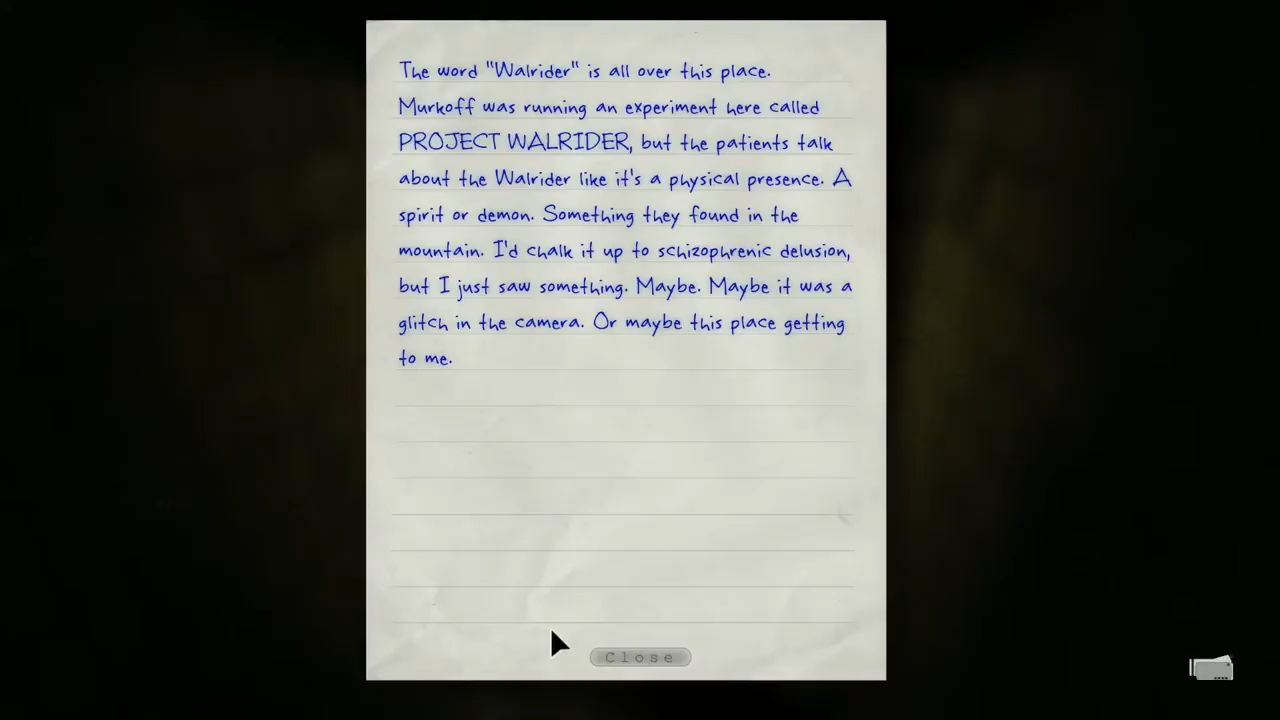 The word "Walrider" is all over this place.
Murkoff was running an experiment here called
PROJECT WALRIDER, but the patients talk
about the Walrider like it's a physical presence. A
spirit or demon. Something they found in the
mountain. I'd chalk it up to schizophrenic delusion,
but I just saw something. Maybe. Maybe it was a
glitch in the camera. Or maybe this place getting
to me.
Close